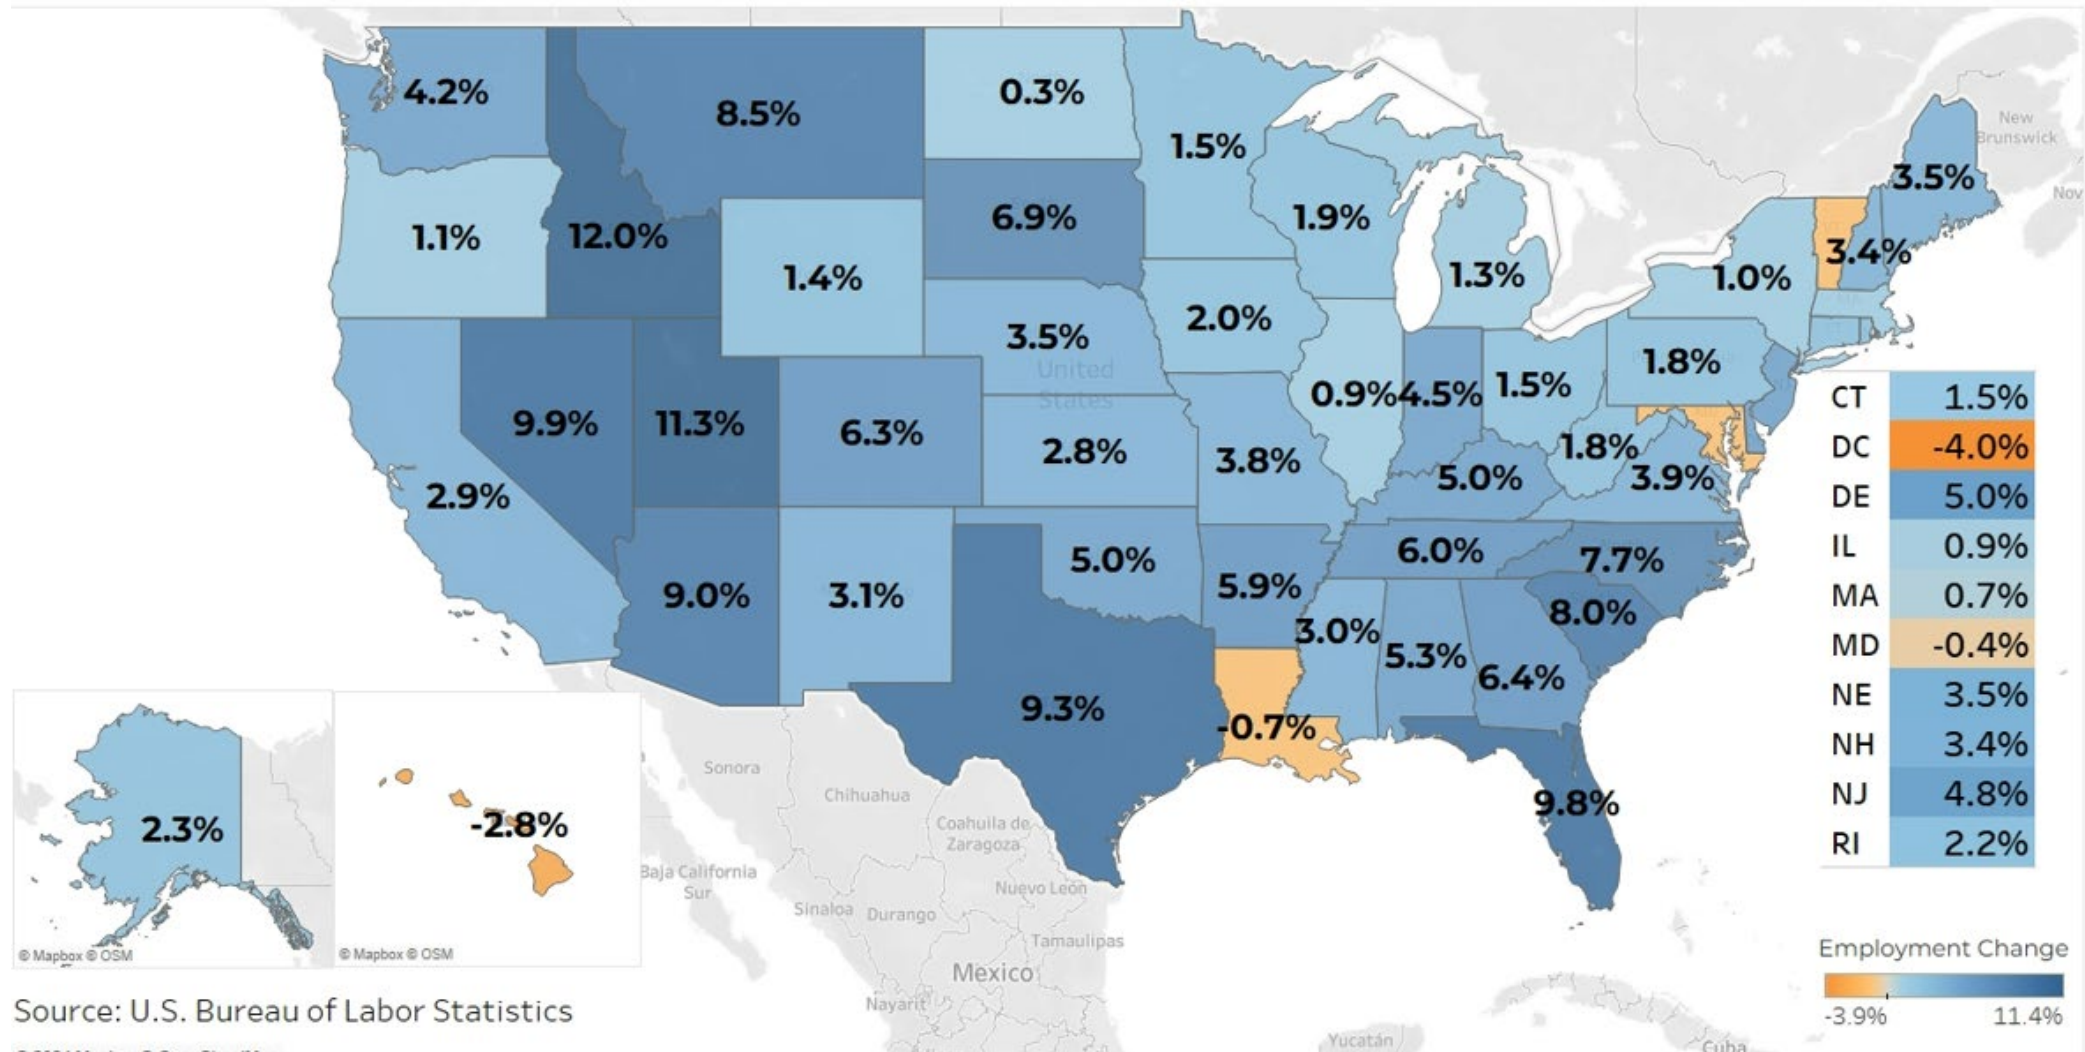 New
Brunswick
Nov
4.2%
8.5%
0.3%
1.5%
3.5%
1.1%
12.0%
6.9%
1.9%
3.4%
1.4%
1.3%
1.0%
2.0%
3.5%
United
States
1.8%
9.9%
11.3%
6.3%
2.8%
3.8%
0.9%
4.5%
1.5%
1.8%
3.9%
5.0%
2.9%
9.0%
3.1%
5.0%
5.9%
6.0%
7.7%
8.0%
3.0%
5.3%
6.4%
9.3%
-0.7%
9.8%
CT 1.5%
DC -4.0%
DE 5.0%
IL 0.9%
MA 0.7%
MD -0.4%
NE 3.5%
NH 3.4%
NJ 4.8%
RI 2.2%
2.3%
-2.8%
© Mapbox © OSM
© Mapbox © OSM
Sonora
Chihuahua
Coahuila de
Zaragoza
Baja California
Sur
Nuevo León
Sinaloa
Durango
Tamaulipas
Mexico
Nayarit
Yucatán
Cuba
Employment Change
-3.9% 11.4%
Source: U.S. Bureau of Labor Statistics